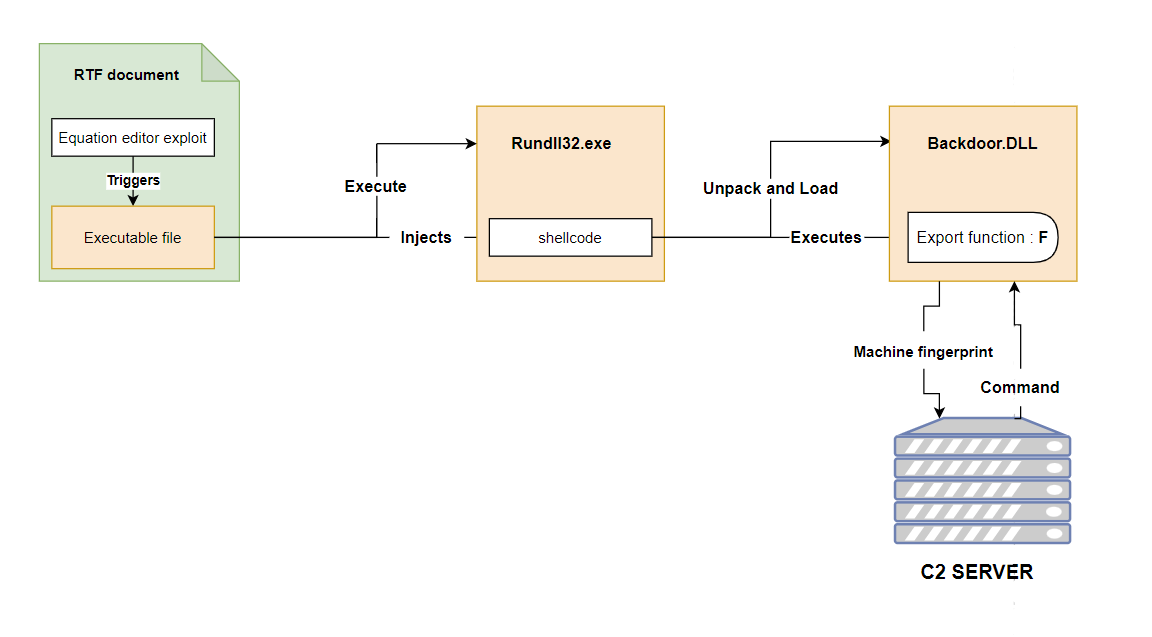 RTF document
Equation editor exploit
Triggers
Executable file
Execute
Injects
Rundll32.exe
shellcode
Unpack and Load
Executes
Backdoor.DLL
Export function : F
Machine fingerprint
Command
C2 SERVER